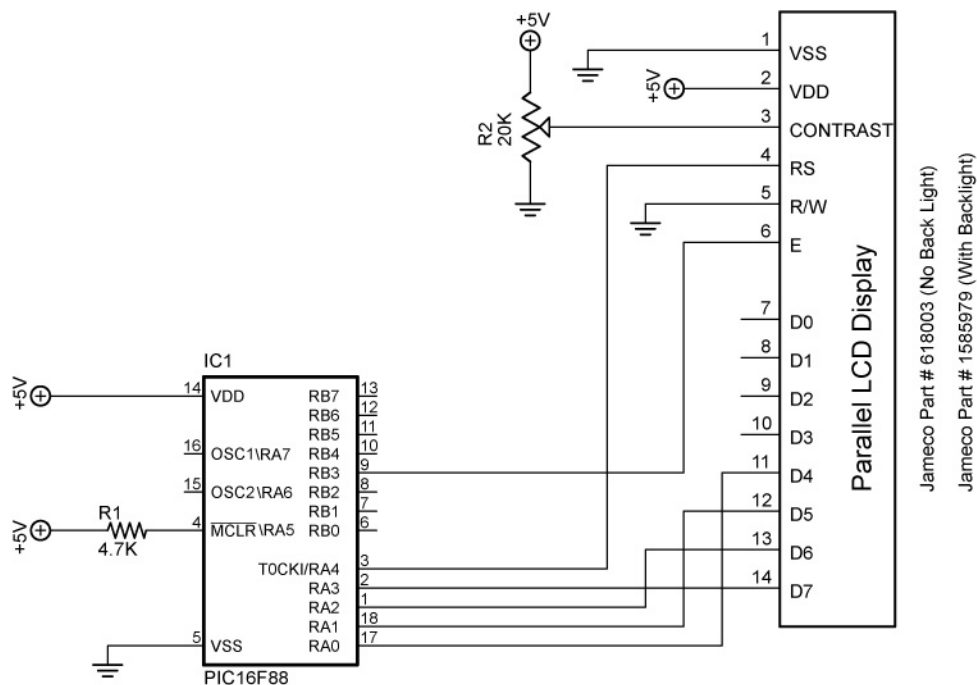 +5V
R2
20K
+5V
1
VSS
2
VDD
3
CONTRAST
4
RS
5
R/W
6
E
7
D0
8
D1
9
D2
10
D3
11
D4
12
D5
13
D6
14
D7
Parallel LCD Display
Jameco Part # 618003 (No Back Light)
Jameco Part # 1585979 (With Backlight)
IC1
+5V
14
VDD
16
OSC1\RA7
15
OSC2\RA6
+5V
R1
4.7K
4
MCLR\RA5
5
VSS
RB7
13
RB6
12
RB5
11
RB4
10
RB3
9
RB2
8
RB1
7
RB0
6
T0CKI/RA4
3
RA3
2
RA2
1
RA1
18
RA0
17
PIC16F88